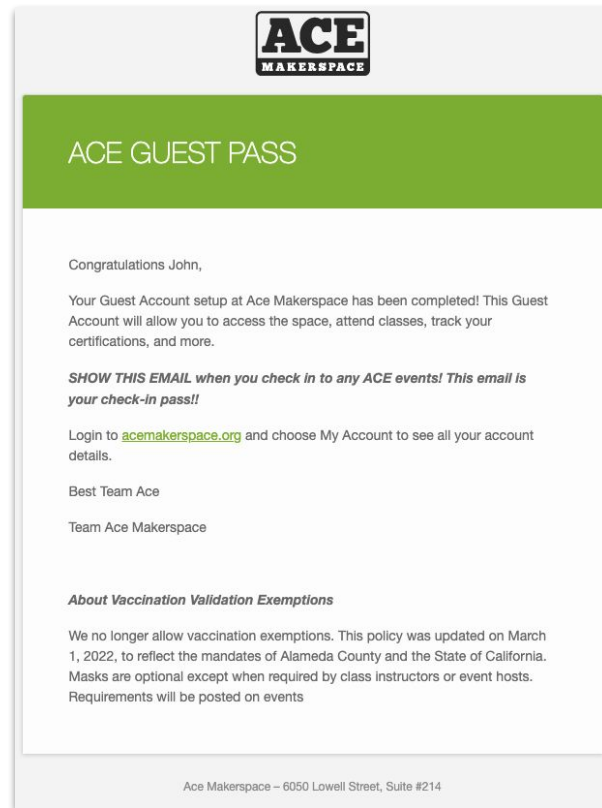 ACE
MAKERSPACE
ACE GUEST PASS
Congratulations John,
Your Guest Account setup at Ace Makerspace has been completed! This Guest
Account will allow you to access the space, attend classes, track your
certifications, and more.
SHOW THIS EMAIL when you check in to any ACE events! This email is
your check-in pass!!
Login to acemakerspace.org and choose My Account to see all your account
details.
Best Team Ace
Team Ace Makerspace
About Vaccination Validation Exemptions
We no longer allow vaccination exemptions. This policy was updated on March
1, 2022, to reflect the mandates of Alameda County and the State of California.
Masks are optional except when required by class instructors or event hosts.
Requirements will be posted on events
Ace Makerspace – 6050 Lowell Street, Suite #214